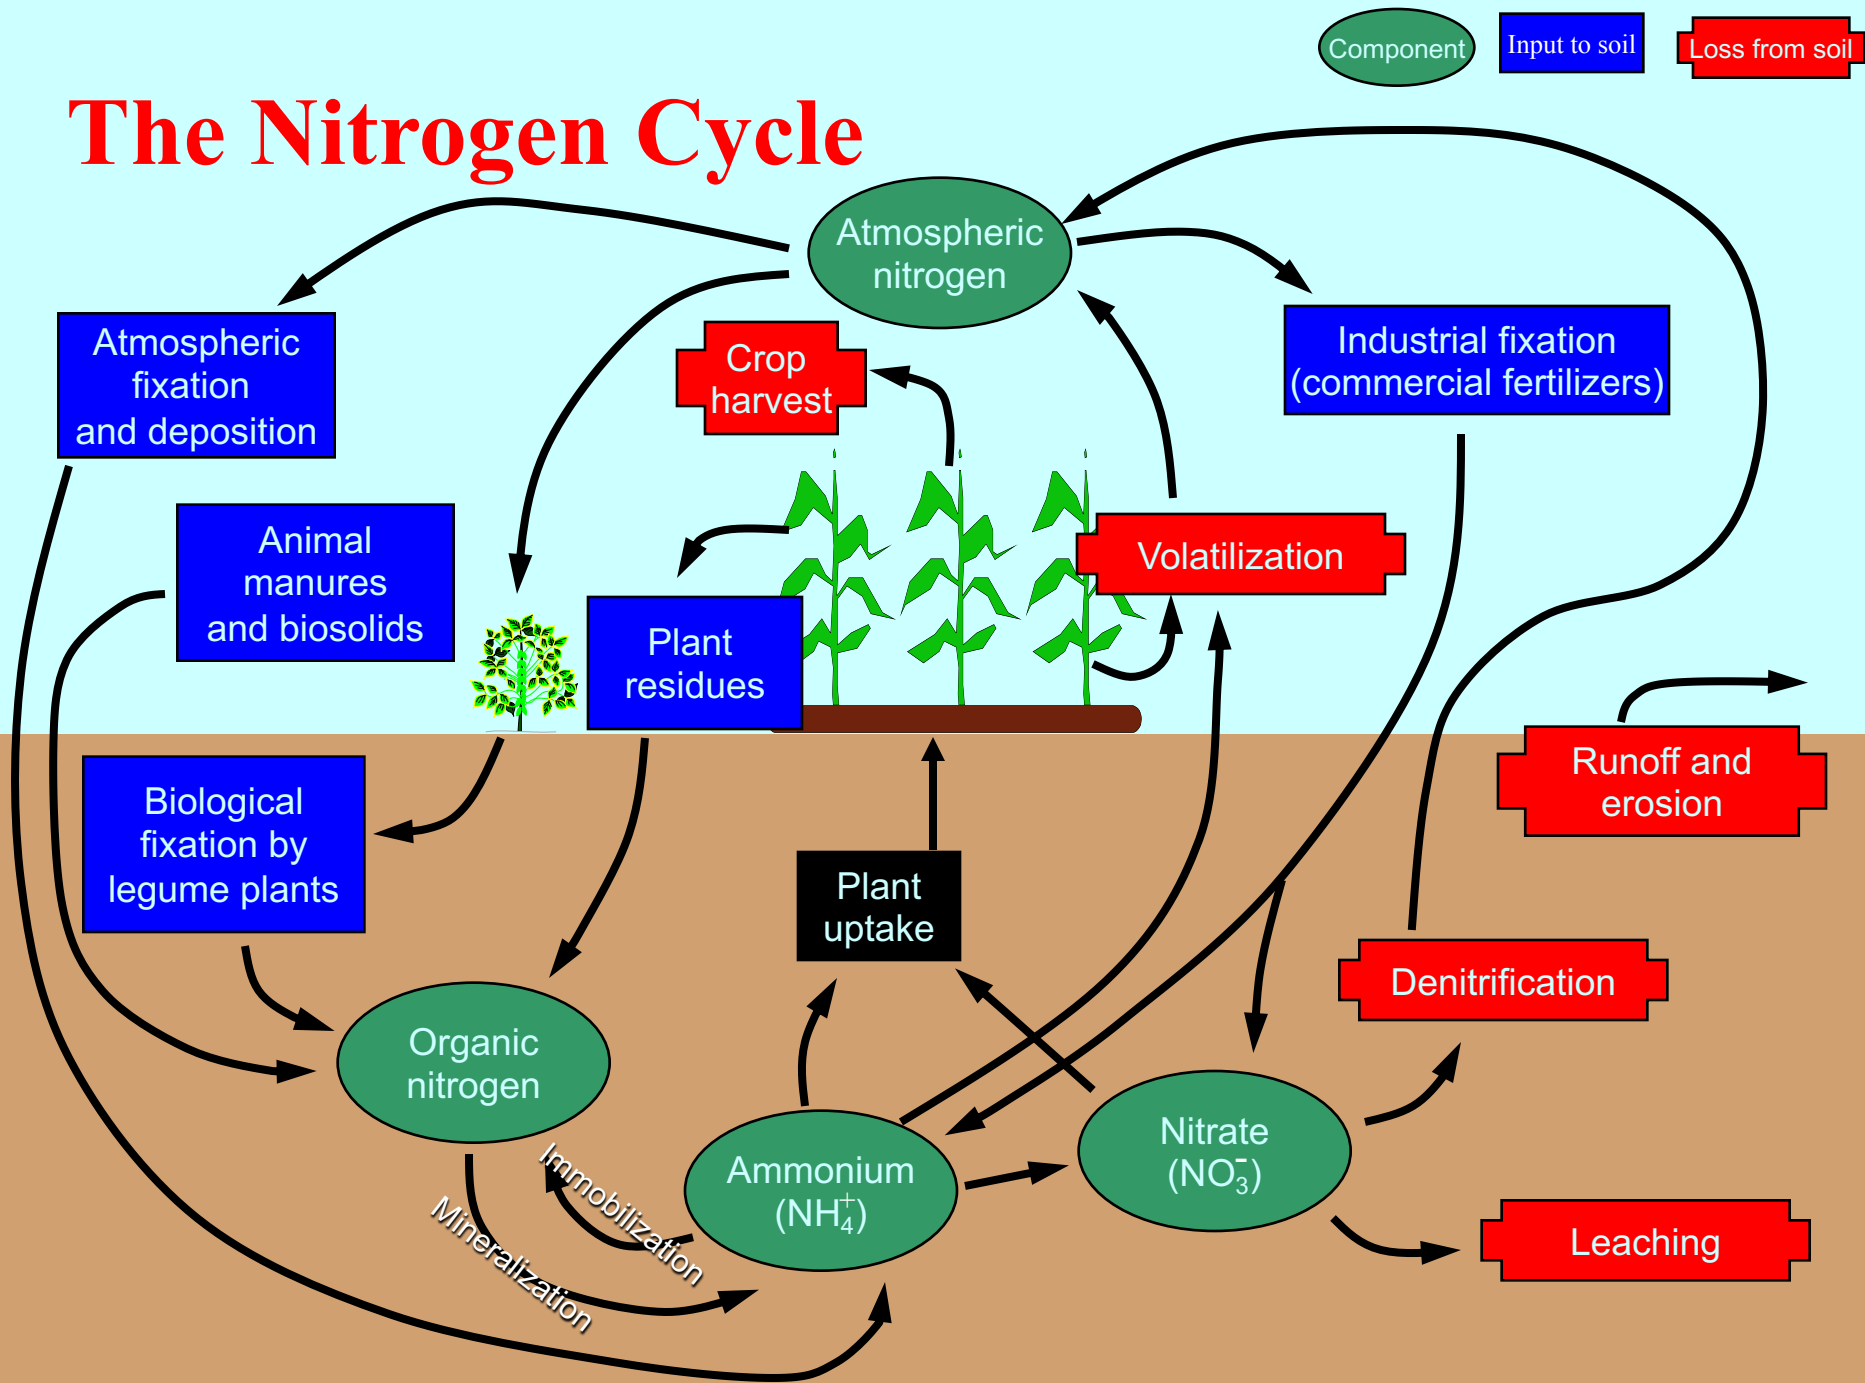 Component
Input to soil
Loss from soil
The Nitrogen Cycle
Atmospheric
nitrogen
Atmospheric
fixation
and deposition
Crop
harvest
Industrial fixation
(commercial fertilizers)
Animal
manures
and biosolids
Volatilization
Plant
residues
Biological
fixation by
legume plants
Runoff and
erosion
Plant
uptake
Denitrification
Organic
nitrogen
Immobilization
Mineralization
Ammonium
(NH₄⁺)
Nitrate
(NO₃⁻)
Leaching